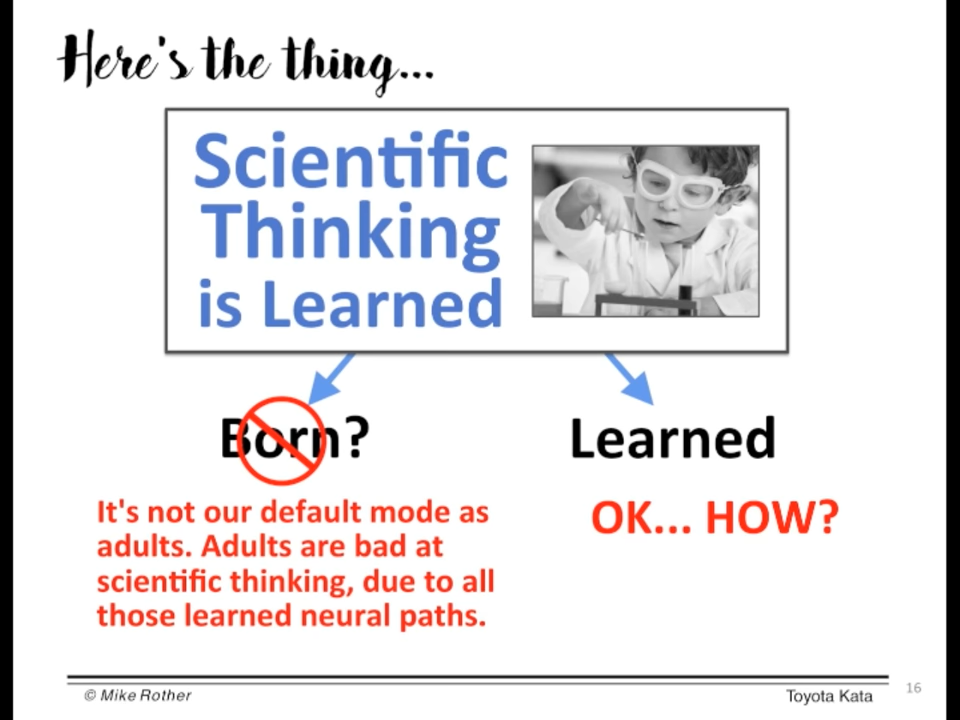 Here's the thing...
Scientific
Thinking
is Learned
Born?
Learned
It's not our default mode as
adults. Adults are bad at
scientific thinking, due to all
those learned neural paths.
OK... HOW?
© Mike Rother
Toyota Kata
16